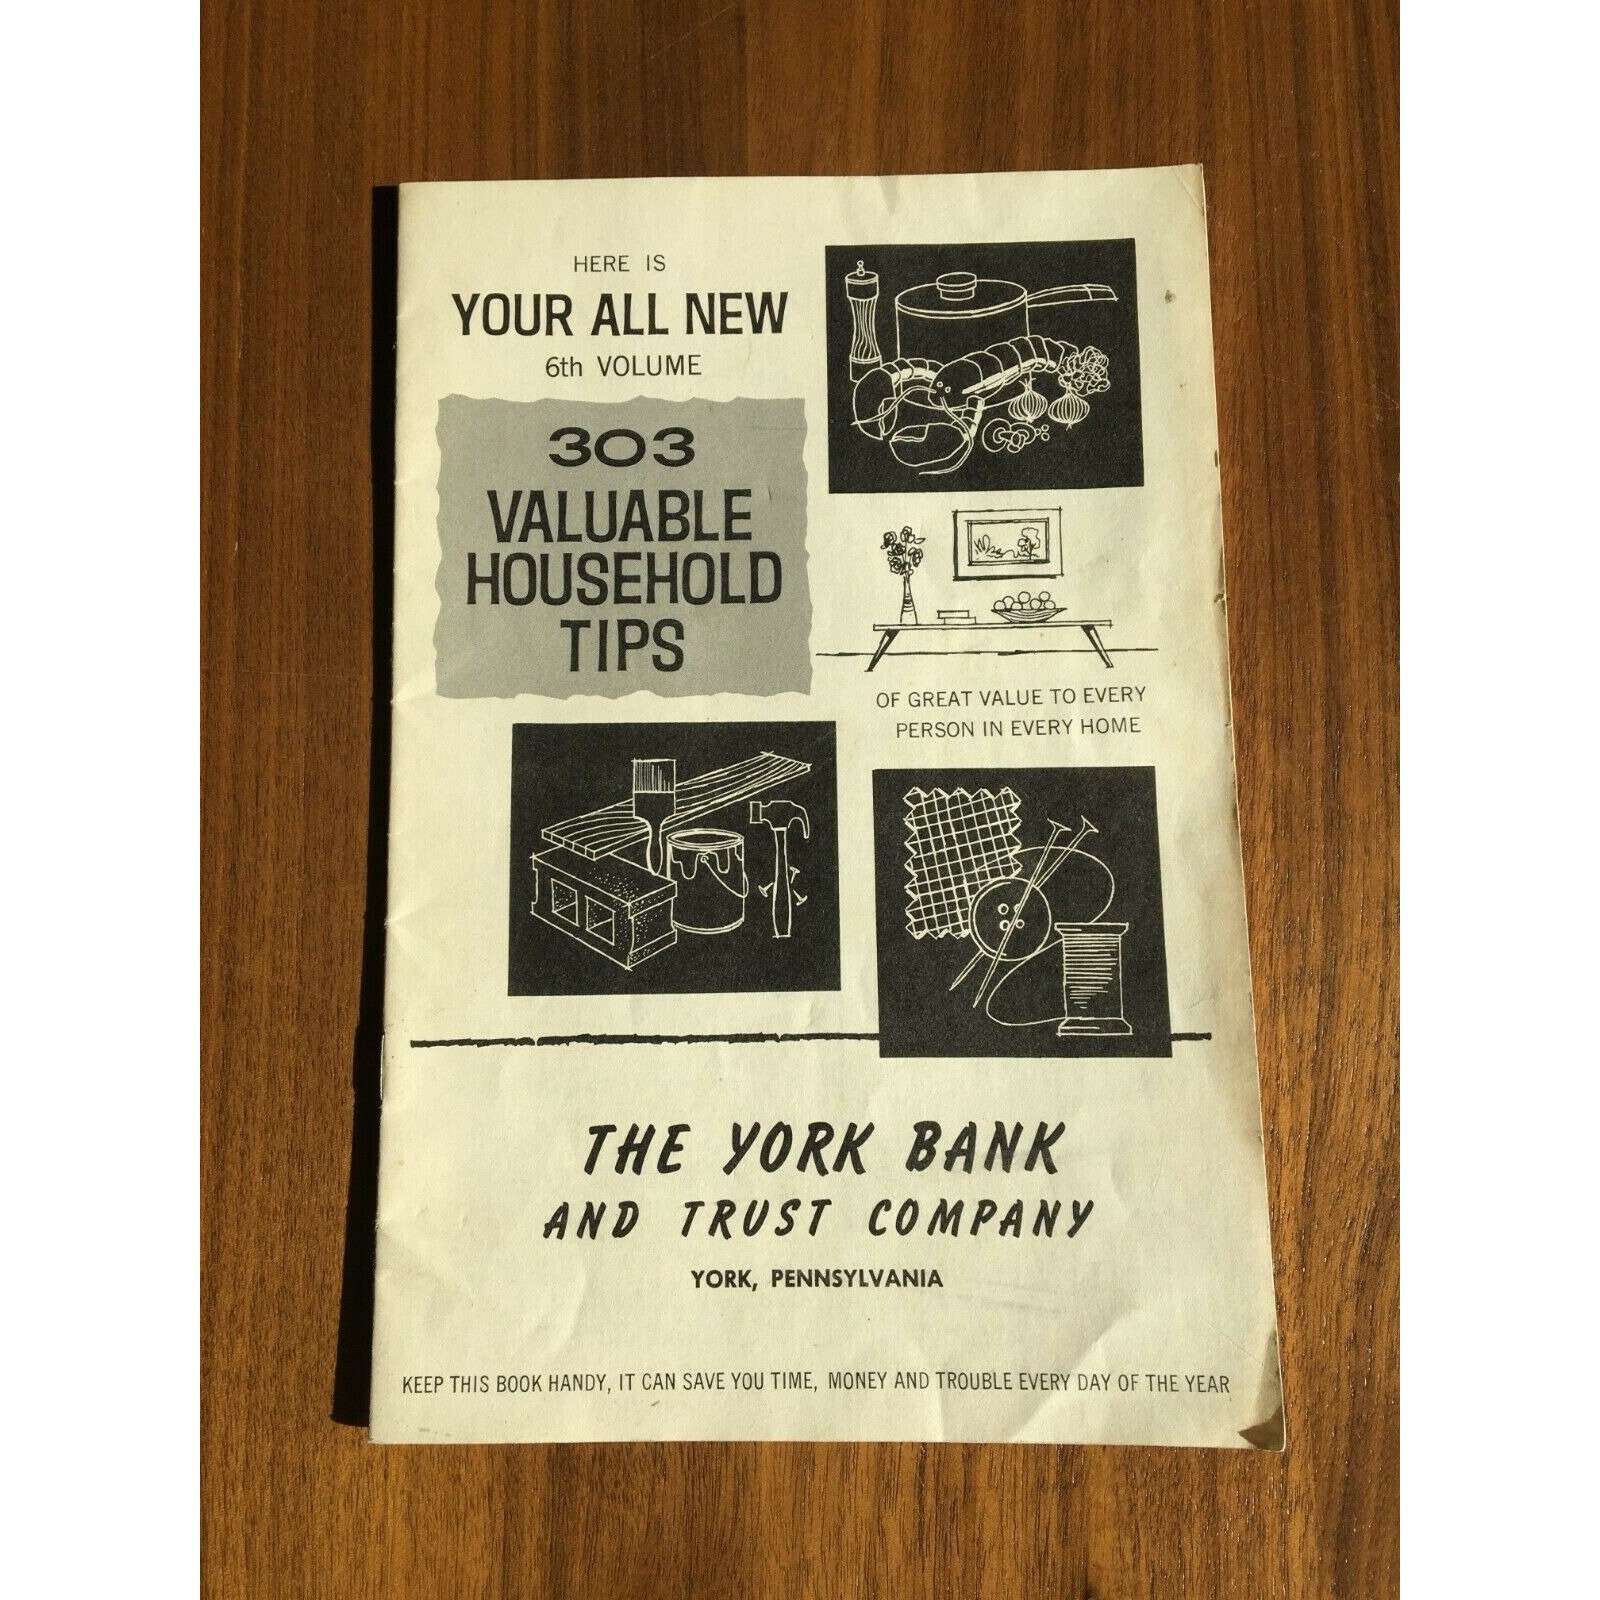 HERE IS
YOUR ALL NEW
6th VOLUME
303
VALUABLE
HOUSEHOLD
TIPS
OF GREAT VALUE TO EVERY
PERSON IN EVERY HOME
THE YORK BANK
AND TRUST COMPANY
YORK, PENNSYLVANIA
KEEP THIS BOOK HANDY, IT CAN SAVE YOU TIME, MONEY AND TROUBLE EVERY DAY OF THE YEAR